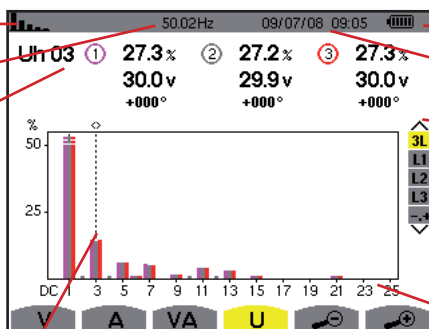 50.02Hz 09/07/08 09:05
Uh 03 1 27.3% 2 27.2% 3 27.3%
30.0v 29.9v 30.0v
+000° +000° +000°
%
50
25
DC 1 3 5 7 9 11 13 15 17 19 21 23 25
3L
L1
L2
L3
-.+
V A VA U